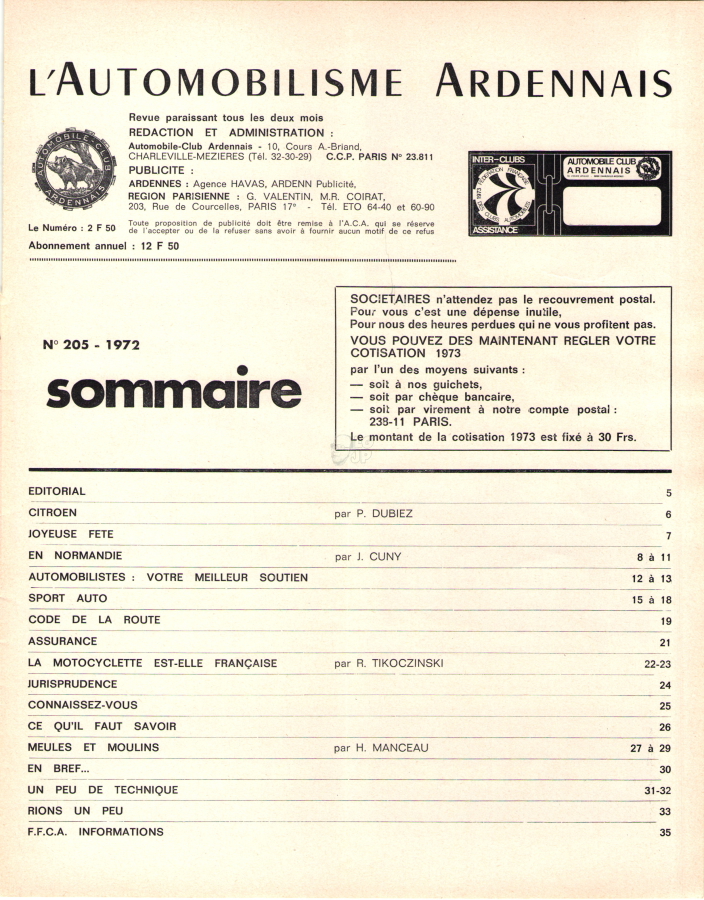 L'AUTOMOBILISME ARDENNAIS
AUTOMOBILE-CLUB
ARDENNAIS
Revue paraissant tous les deux mois
REDACTION ET ADMINISTRATION :
Automobile-Club Ardennais - 10, Cours A.-Briand,
CHARLEVILLE-MEZIERES (Tél. 32-30-29) C.C.P. PARIS N° 23.811
PUBLICITE :
ARDENNES : Agence HAVAS, ARDENN Publicité,
REGION PARISIENNE : G. VALENTIN, M.R. COIRAT,
203, Rue de Courcelles, PARIS 17e - Tél. ETO 64-40 et 60-90
Le Numéro : 2 F 50
Toute proposition de publicité doit être remise à l'A.C.A. qui se réserve
de l'accepter ou de la refuser sans avoir à fournir aucun motif de ce refus
Abonnement annuel : 12 F 50
INTER-CLUBS
FEDERATION FRANÇAISE
DES CLUBS AUTOMOBILES
ASSISTANCE
AUTOMOBILE CLUB
ARDENNAIS
N° 205 - 1972
sommaire
SOCIETAIRES n'attendez pas le recouvrement postal.
Pour vous c'est une dépense inutile,
Pour nous des heures perdues qui ne vous profitent pas.
VOUS POUVEZ DES MAINTENANT REGLER VOTRE
COTISATION 1973
par l'un des moyens suivants :
— soit à nos guichets,
— soit par chèque bancaire,
— soit par virement à notre compte postal :
238-11 PARIS.
Le montant de la cotisation 1973 est fixé à 30 Frs.
EDITORIAL 5
CITROEN par P. DUBIEZ 6
JOYEUSE FETE 7
EN NORMANDIE par J. CUNY 8 à 11
AUTOMOBILISTES : VOTRE MEILLEUR SOUTIEN 12 à 13
SPORT AUTO 15 à 18
CODE DE LA ROUTE 19
ASSURANCE 21
LA MOTOCYCLETTE EST-ELLE FRANÇAISE par R. TIKOCZINSKI 22-23
JURISPRUDENCE 24
CONNAISSEZ-VOUS 25
CE QU'IL FAUT SAVOIR 26
MEULES ET MOULINS par H. MANCEAU 27 à 29
EN BREF... 30
UN PEU DE TECHNIQUE 31-32
RIONS UN PEU 33
F.F.C.A. INFORMATIONS 35